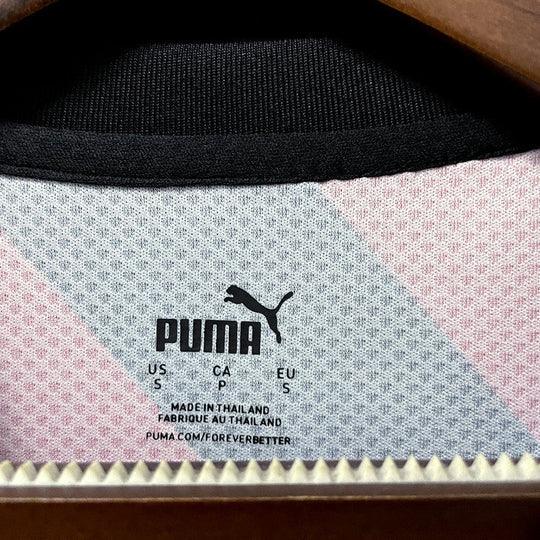 PUMA
US CA EU
S P S
MADE IN THAILAND
FABRIQUE AU THAILAND
PUMA.COM/FOREVERBETTER